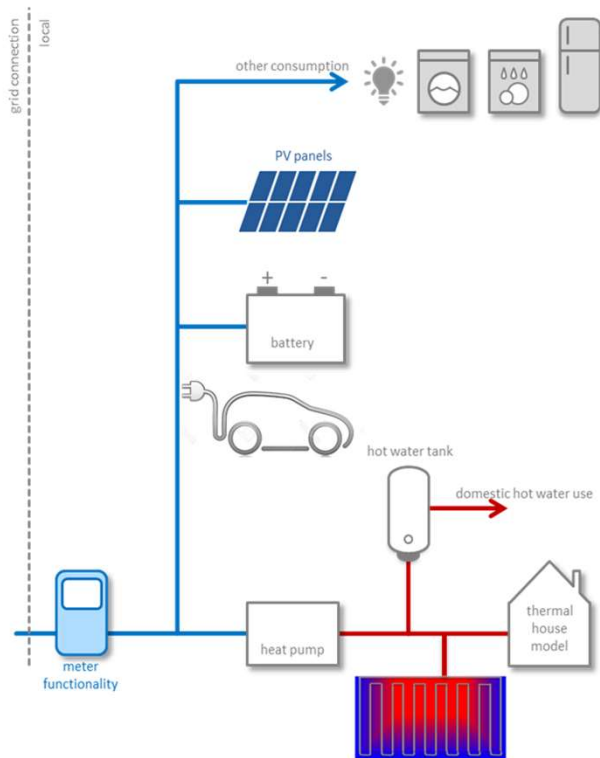 grid connection
local
other consumption
PV panels
+ -
battery
hot water tank
domestic hot water use
meter
functionality
heat pump
thermal
house
model